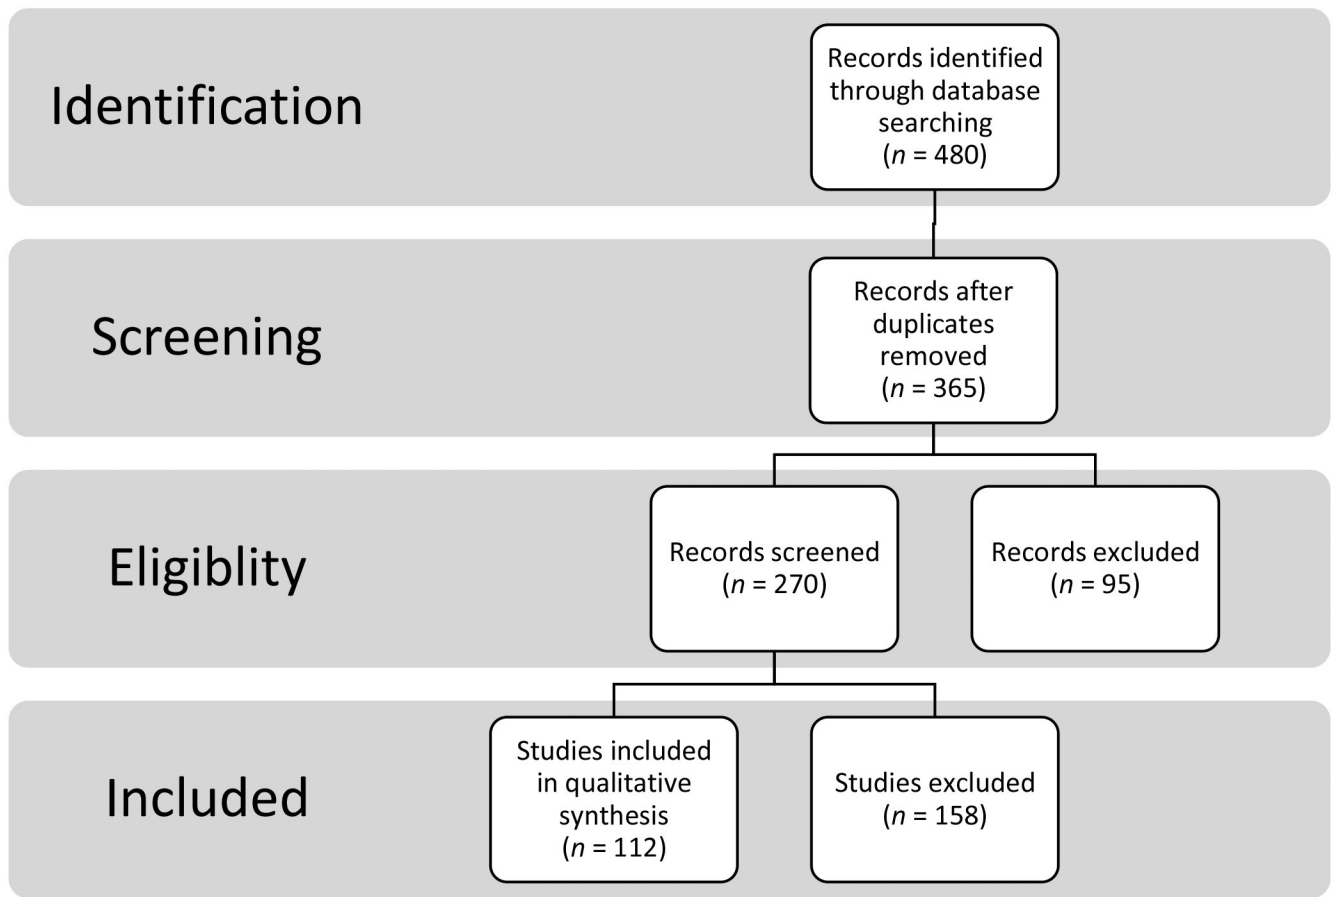 Identification
Records identified
through database
searching
(n = 480)
Screening
Records after
duplicates
removed
(n = 365)
Eligiblity
Records screened
(n = 270)
Records excluded
(n = 95)
Included
Studies included
in qualitative
synthesis
(n = 112)
Studies excluded
(n = 158)